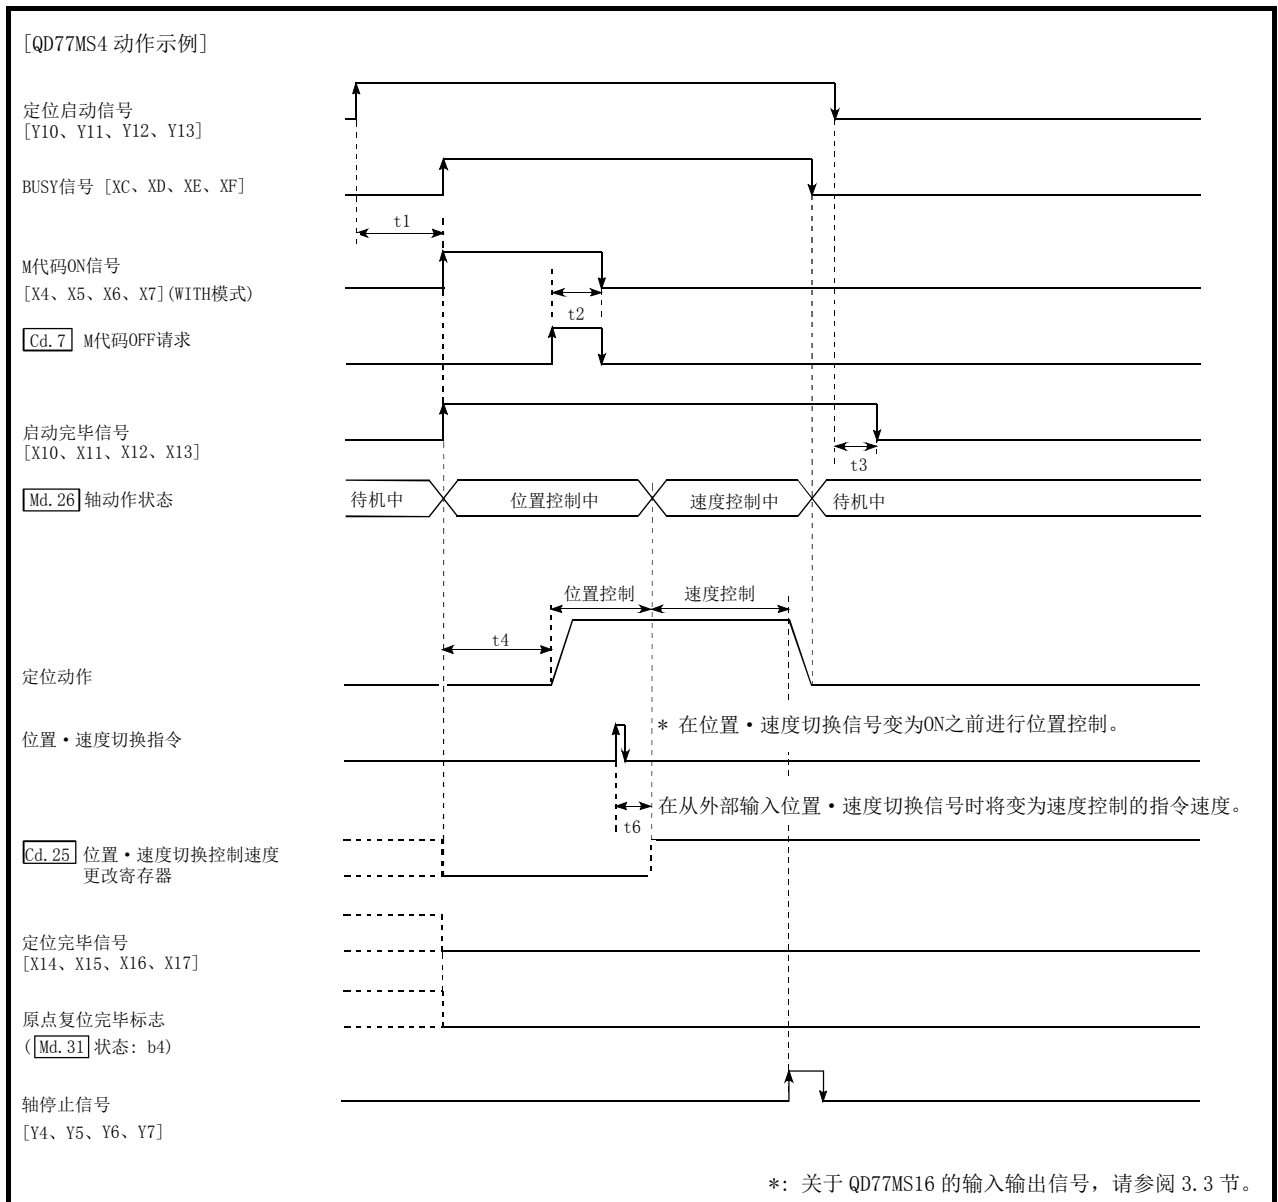 [QD77MS4 动作示例]
定位启动信号
[Y10、Y11、Y12、Y13]
BUSY信号 [XC、XD、XE、XF]
t1
M代码ON信号
[X4、X5、X6、X7](WITH模式)
t2
Cd.7 M代码OFF请求
启动完毕信号
[X10、X11、X12、X13]
t3
Md.26 轴动作状态 待机中 位置控制中 速度控制中 待机中
位置控制 速度控制
t4
定位动作
位置·速度切换指令 * 在位置·速度切换信号变为ON之前进行位置控制。
在从外部输入位置·速度切换信号时将变为速度控制的指令速度。
t6
Cd.25 位置·速度切换控制速度
更改寄存器
定位完毕信号
[X14、X15、X16、X17]
原点复位完毕标志
(Md.31 状态: b4)
轴停止信号
[Y4、Y5、Y6、Y7]
*: 关于 QD77MS16 的输入输出信号，请参阅 3.3 节。